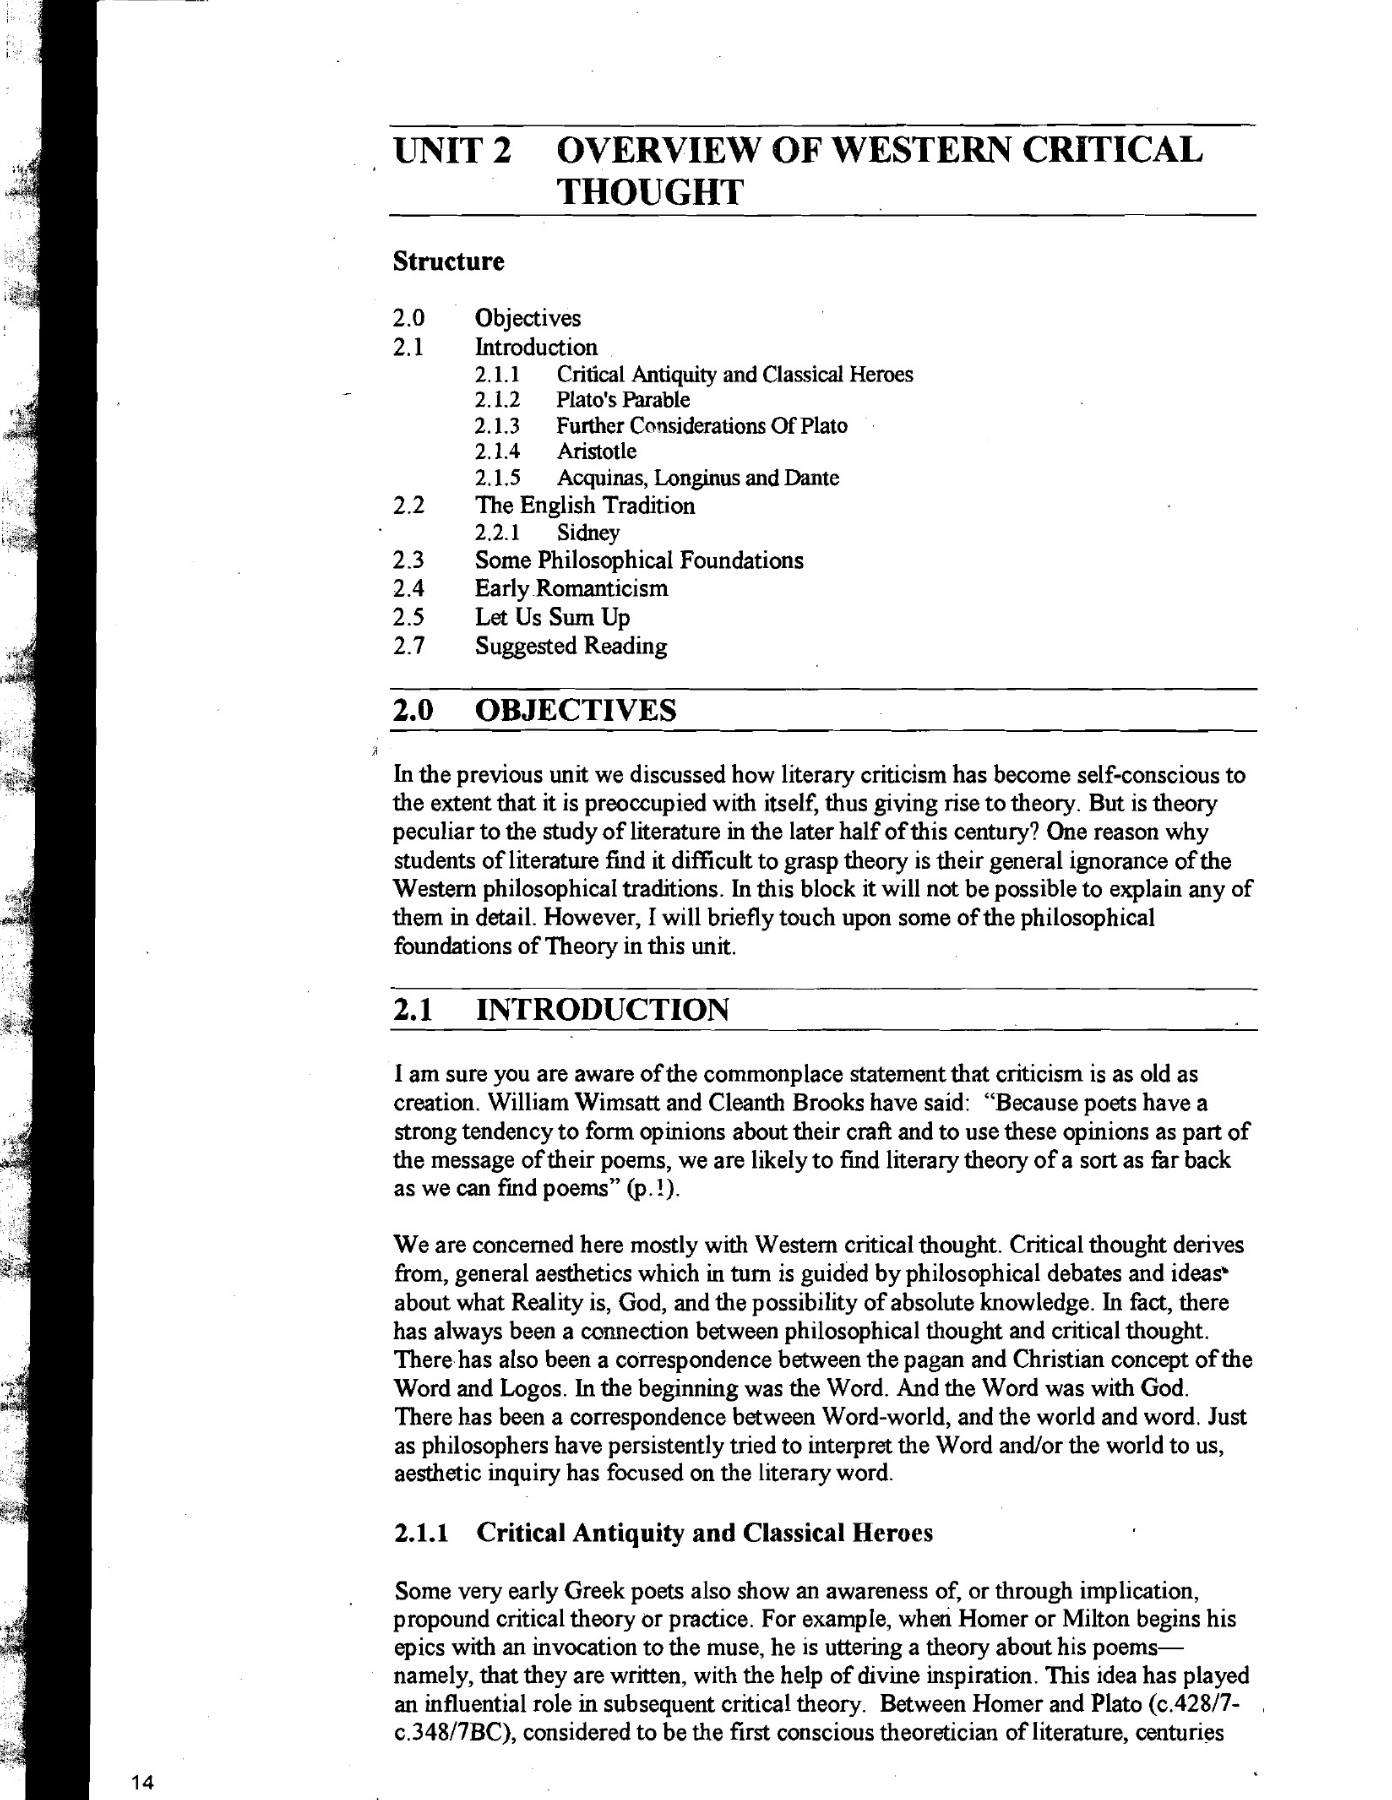 UNIT 2 OVERVIEW OF WESTERN CRITICAL
THOUGHT
Structure
2.0 Objectives
2.1 Introduction
2.1.1 Critical Antiquity and Classical Heroes
2.1.2 Plato's Parable
2.1.3 Further Considerations Of Plato
2.1.4 Aristotle
2.1.5 Acquinas, Longinus and Dante
2.2 The English Tradition
2.2.1 Sidney
2.3 Some Philosophical Foundations
2.4 Early Romanticism
2.5 Let Us Sum Up
2.7 Suggested Reading
2.0 OBJECTIVES
In the previous unit we discussed how literary criticism has become self-conscious to
the extent that it is preoccupied with itself, thus giving rise to theory. But is theory
peculiar to the study of literature in the later half of this century? One reason why
students of literature find it difficult to grasp theory is their general ignorance of the
Western philosophical traditions. In this block it will not be possible to explain any of
them in detail. However, I will briefly touch upon some of the philosophical
foundations of Theory in this unit.
2.1 INTRODUCTION
I am sure you are aware of the commonplace statement that criticism is as old as
creation. William Wimsatt and Cleanth Brooks have said: “Because poets have a
strong tendency to form opinions about their craft and to use these opinions as part of
the message of their poems, we are likely to find literary theory of a sort as far back
as we can find poems” (p.1).
We are concerned here mostly with Western critical thought. Critical thought derives
from, general aesthetics which in turn is guided by philosophical debates and ideas
about what Reality is, God, and the possibility of absolute knowledge. In fact, there
has always been a connection between philosophical thought and critical thought.
There has also been a correspondence between the pagan and Christian concept of the
Word and Logos. In the beginning was the Word. And the Word was with God.
There has been a correspondence between Word-world, and the world and word. Just
as philosophers have persistently tried to interpret the Word and/or the world to us,
aesthetic inquiry has focused on the literary word.
2.1.1 Critical Antiquity and Classical Heroes
Some very early Greek poets also show an awareness of, or through implication,
propound critical theory or practice. For example, when Homer or Milton begins his
epics with an invocation to the muse, he is uttering a theory about his poems—
namely, that they are written, with the help of divine inspiration. This idea has played
an influential role in subsequent critical theory. Between Homer and Plato (c.428/7-
c.348/7BC), considered to be the first conscious theoretician of literature, centuries
14